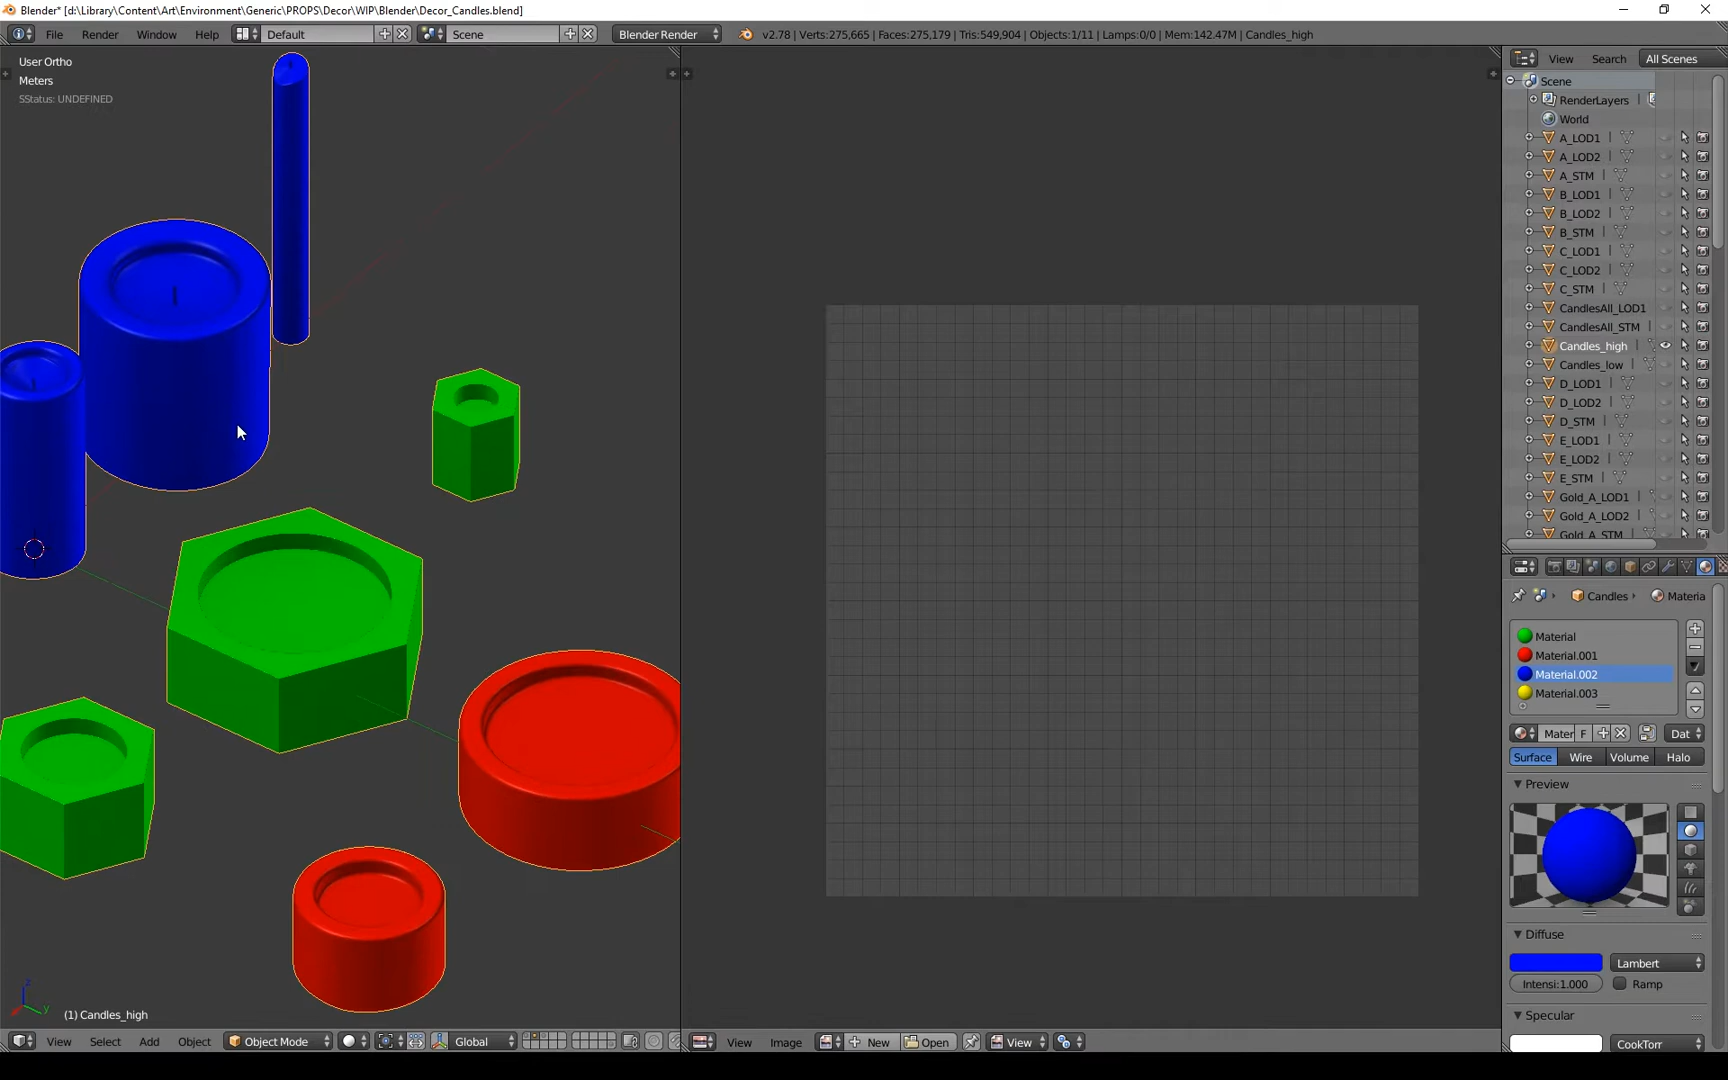 Blender* [d:\Library\Content\Art\Environment\Generic\PROPS\Decor\WIP\Blender\Decor_Candles.blend]
File Render Window Help Default Scene Blender Render v2.78 | Verts:275,665 | Faces:275,179 | Tris:549,904 | Objects:1/11 | Lamps:0/0 | Mem:142.47M | Candles_high
User Ortho
Meters
SStatus: UNDEFINED
(1) Candles_high
View Select Add Object Object Mode Global
View Image New Open View
View Search All Scenes
Scene
RenderLayers
World
A_LOD1
A_LOD2
A_STM
B_LOD1
B_LOD2
B_STM
C_LOD1
C_LOD2
C_STM
CandlesAll_LOD1
CandlesAll_STM
Candles_high
Candles_low
D_LOD1
D_LOD2
D_STM
E_LOD1
E_LOD2
E_STM
Gold_A_LOD1
Gold_A_LOD2
Gold_A_STM
Candles Materia
Material
Material.001
Material.002
Material.003
Mater F Dat
Surface Wire Volume Halo
Preview
Diffuse
Lambert
Intensi:1.000 Ramp
Specular
CookTorr